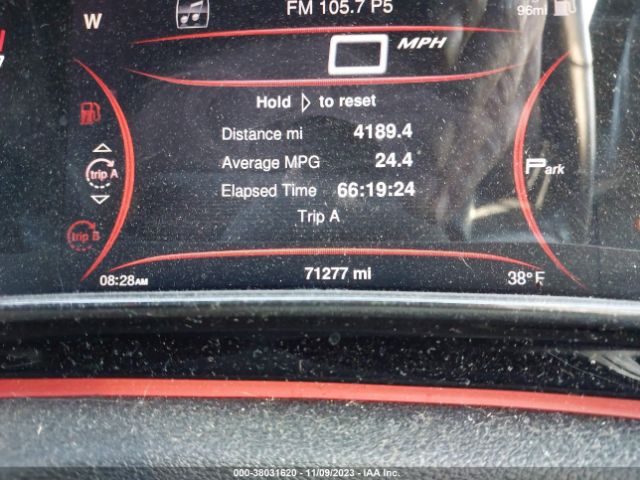 FM 105.7 P5
W
96mi
MPH
Hold ▷ to reset
Distance mi 4189.4
Average MPG 24.4
Elapsed Time 66:19:24
Trip A
trip A
trip B
Park
08:28AM
71277 mi
38°F
000-38031620 - 11/09/2023 - IAA Inc.